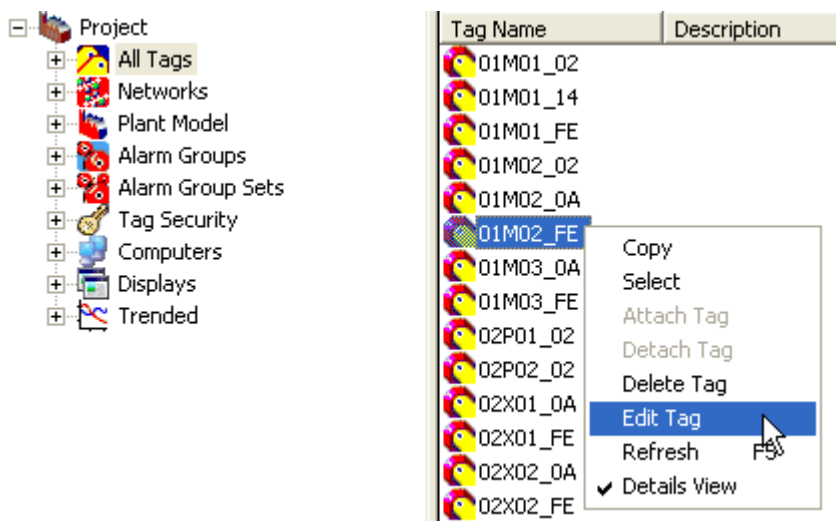 Project
All Tags
Networks
Plant Model
Alarm Groups
Alarm Group Sets
Tag Security
Computers
Displays
Trended
Tag Name Description
01M01_02
01M01_14
01M01_FE
01M02_02
01M02_0A
01M02_FE
01M03_0A
01M03_FE
02P01_02
02P02_02
02X01_0A
02X01_FE
02X02_0A
02X02_FE
Copy
Select
Attach Tag
Detach Tag
Delete Tag
Edit Tag
Refresh F5
Details View